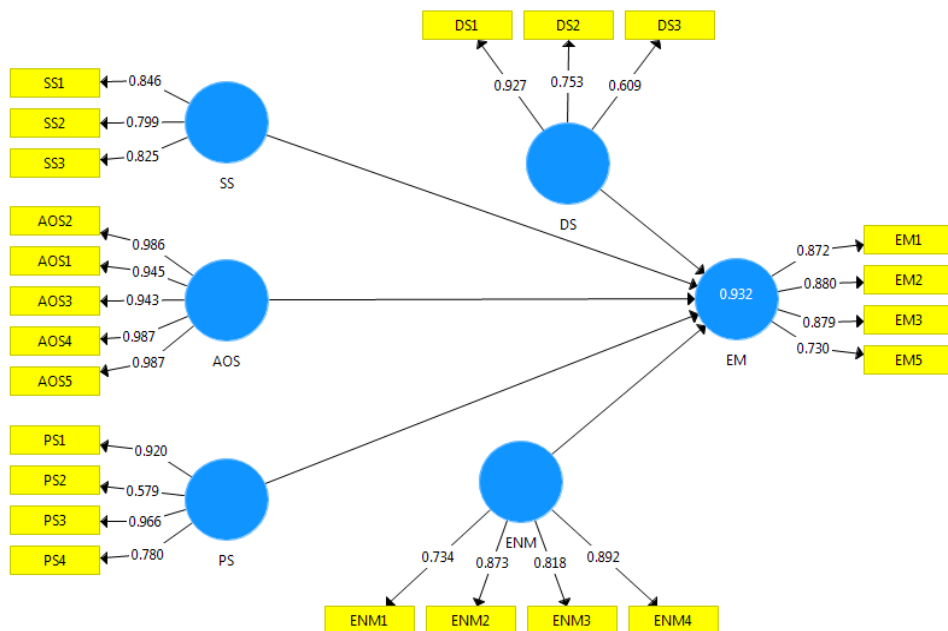 DS1
DS2
DS3
0.927
0.753
0.609
DS
SS1
SS2
SS3
0.846
0.799
0.825
SS
AOS2
AOS1
AOS3
AOS4
AOS5
0.986
0.945
0.943
0.987
0.987
AOS
PS1
PS2
PS3
PS4
0.920
0.579
0.966
0.780
PS
0.932
EM
0.872
0.880
0.879
0.730
EM1
EM2
EM3
EM5
ENM
0.734
0.873
0.818
0.892
ENM1
ENM2
ENM3
ENM4